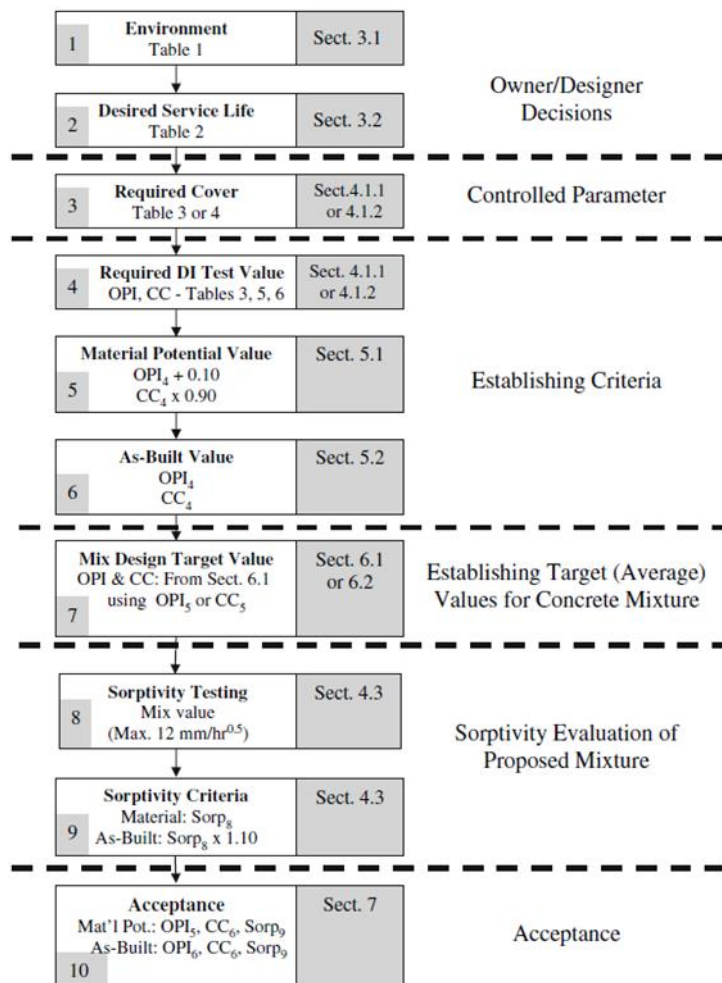 Environment
1
Table 1
Sect. 3.1
Desired Service Life
2
Table 2
Sect. 3.2
Owner/Designer
Decisions
Required Cover
3
Table 3 or 4
Sect.4.1.1
or 4.1.2
Controlled Parameter
Required DI Test Value
4
OPI, CC - Tables 3, 5, 6
Sect. 4.1.1
or 4.1.2
Material Potential Value
OPI₄ + 0.10
5
CC₄ x 0.90
Sect. 5.1
Establishing Criteria
As-Built Value
OPI₄
6
CC₄
Sect. 5.2
Mix Design Target Value
OPI & CC: From Sect. 6.1
using OPI₅ or CC₅
7
Sect. 6.1
or 6.2
Establishing Target (Average)
Values for Concrete Mixture
Sorptivity Testing
8
Mix value
(Max. 12 mm/hr⁰·⁵)
Sect. 4.3
Sorptivity Evaluation of
Proposed Mixture
Sorptivity Criteria
Material: Sorp₈
9
As-Built: Sorp₈ x 1.10
Sect. 4.3
Acceptance
Mat'l Pot.: OPI₅, CC₆, Sorp₉
As-Built: OPI₆, CC₆, Sorp₉
10
Sect. 7
Acceptance